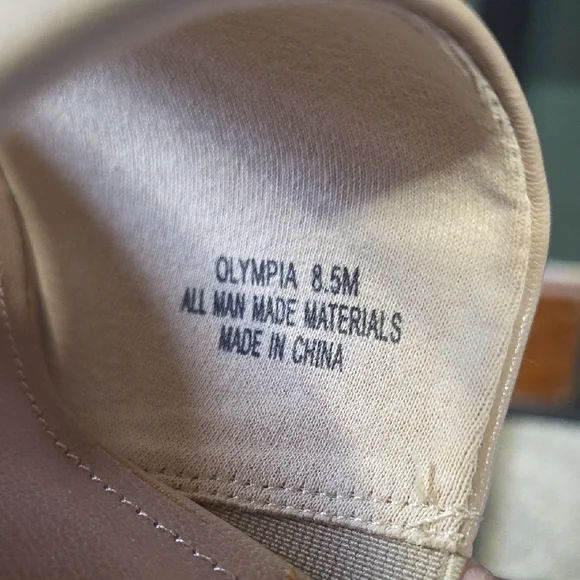 OLYMPIA 8.5M
ALL MAN MADE MATERIALS
MADE IN CHINA